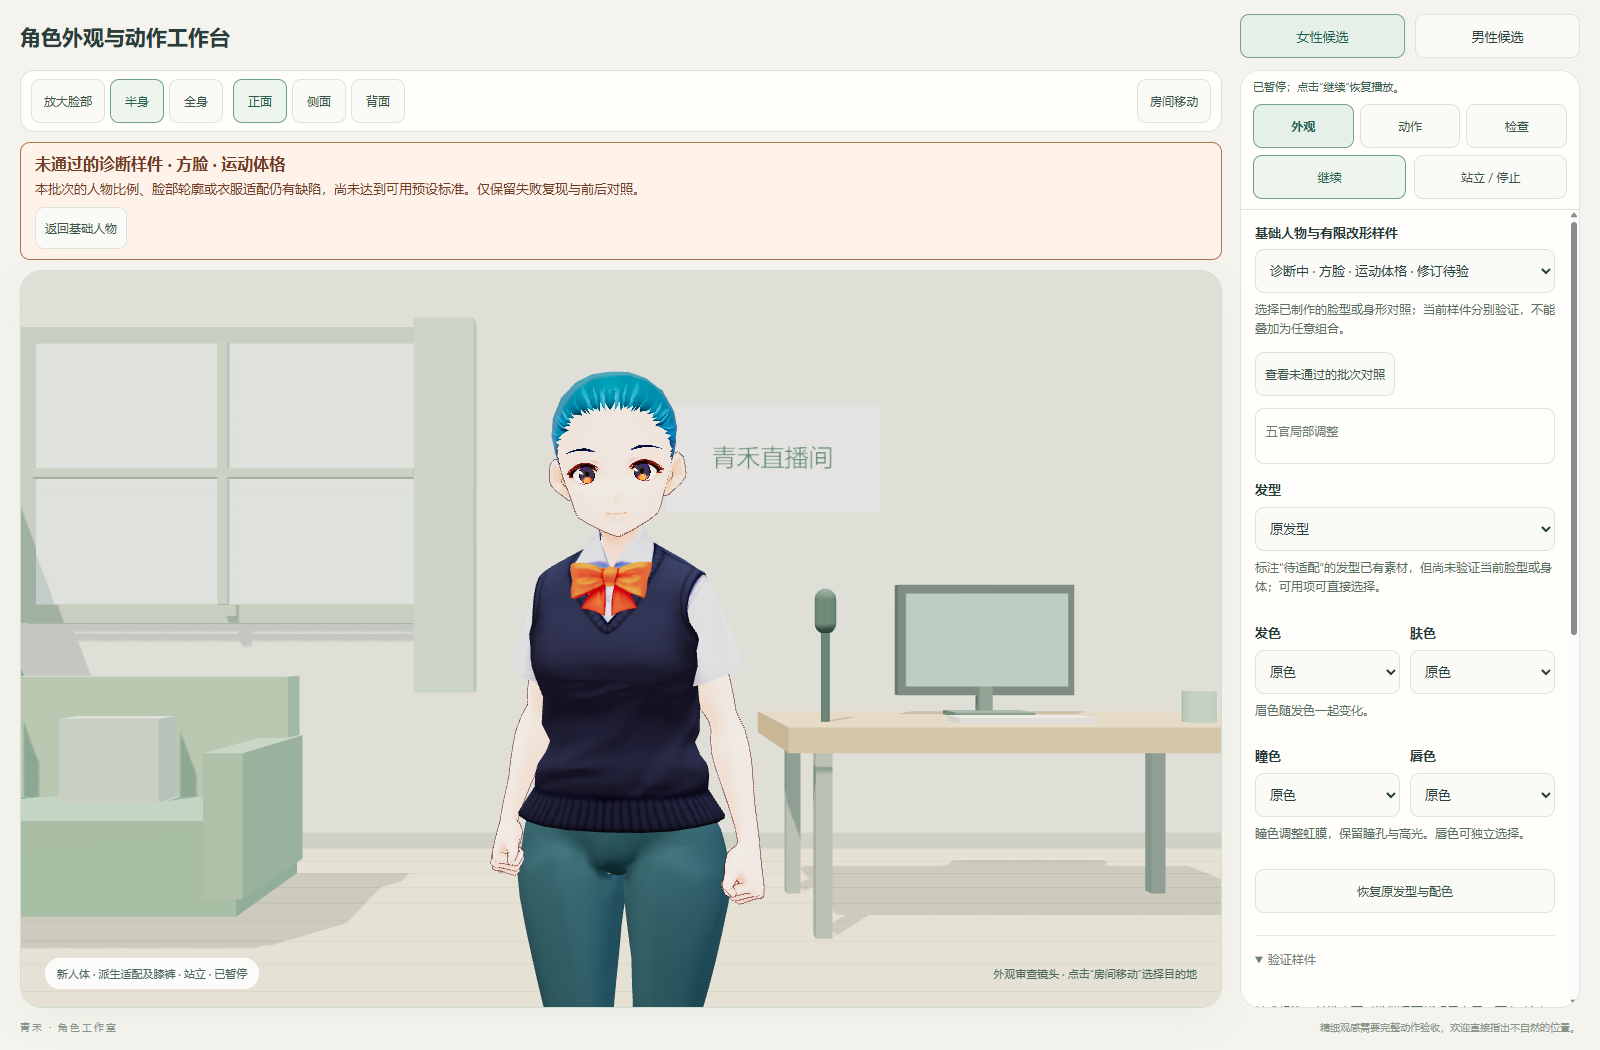 角色外观与动作工作台
女性候选
男性候选
放大脸部
半身
全身
正面
侧面
背面
房间移动
已暂停；点击“继续”恢复播放。
外观
动作
检查
继续
站立 / 停止
未通过的诊断样件 · 方脸 · 运动体格
本批次的人物比例、脸部轮廓或衣服适配仍有缺陷，尚未达到可用预设标准。仅保留失败复现与前后对照。
返回基础人物
青禾直播间
新人体 · 派生适配及膝裤 · 站立 · 已暂停
外观审查镜头 · 点击“房间移动”选择目的地
基础人物与有限改形样件
诊断中 · 方脸 · 运动体格 · 修订待验
选择已制作的脸型或身形对照；当前样件分别验证，不能
叠加为任意组合。
查看未通过的批次对照
五官局部调整
发型
原发型
标注“待适配”的发型已有素材，但尚未验证当前脸型或身
体；可用项可直接选择。
发色
肤色
原色
原色
眉色随发色一起变化。
瞳色
唇色
原色
原色
瞳色调整虹膜，保留瞳孔与高光。唇色可独立选择。
恢复原发型与配色
▼ 验证样件
青禾 · 角色工作室
精细观感需要完整动作验收，欢迎直接指出不自然的位置。